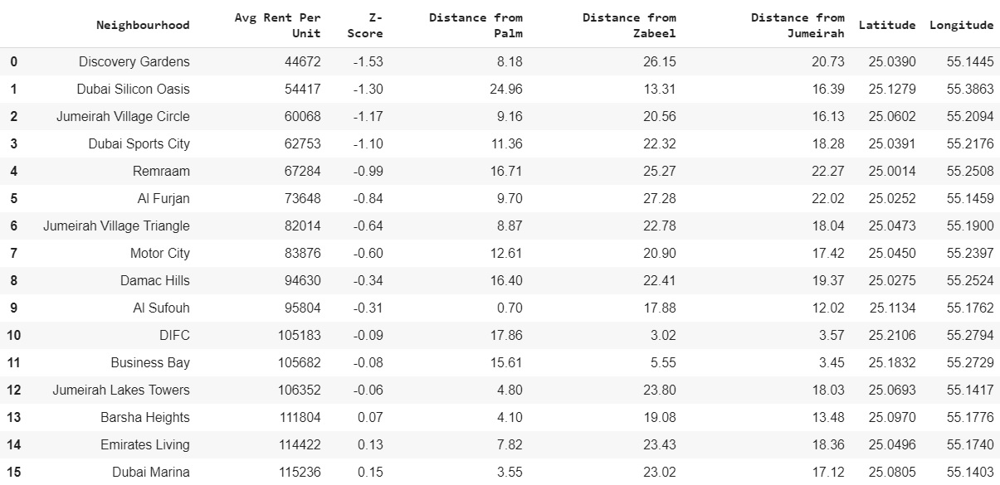 Neighbourhood Avg Rent Per Unit Z-Score Distance from Palm Distance from Zabeel Distance from Jumeirah Latitude Longitude
0 Discovery Gardens 44672 -1.53 8.18 26.15 20.73 25.0390 55.1445
1 Dubai Silicon Oasis 54417 -1.30 24.96 13.31 16.39 25.1279 55.3863
2 Jumeirah Village Circle 60068 -1.17 9.16 20.56 16.13 25.0602 55.2094
3 Dubai Sports City 62753 -1.10 11.36 22.32 18.28 25.0391 55.2176
4 Remraam 67284 -0.99 16.71 25.27 22.27 25.0014 55.2508
5 Al Furjan 73648 -0.84 9.70 27.28 22.02 25.0252 55.1459
6 Jumeirah Village Triangle 82014 -0.64 8.87 22.78 18.04 25.0473 55.1900
7 Motor City 83876 -0.60 12.61 20.90 17.42 25.0450 55.2397
8 Damac Hills 94630 -0.34 16.40 22.41 19.37 25.0275 55.2524
9 Al Sufouh 95804 -0.31 0.70 17.88 12.02 25.1134 55.1762
10 DIFC 105183 -0.09 17.86 3.02 3.57 25.2106 55.2794
11 Business Bay 105682 -0.08 15.61 5.55 3.45 25.1832 55.2729
12 Jumeirah Lakes Towers 106352 -0.06 4.80 23.80 18.03 25.0693 55.1417
13 Barsha Heights 111804 0.07 4.10 19.08 13.48 25.0970 55.1776
14 Emirates Living 114422 0.13 7.82 23.43 18.36 25.0496 55.1740
15 Dubai Marina 115236 0.15 3.55 23.02 17.12 25.0805 55.1403